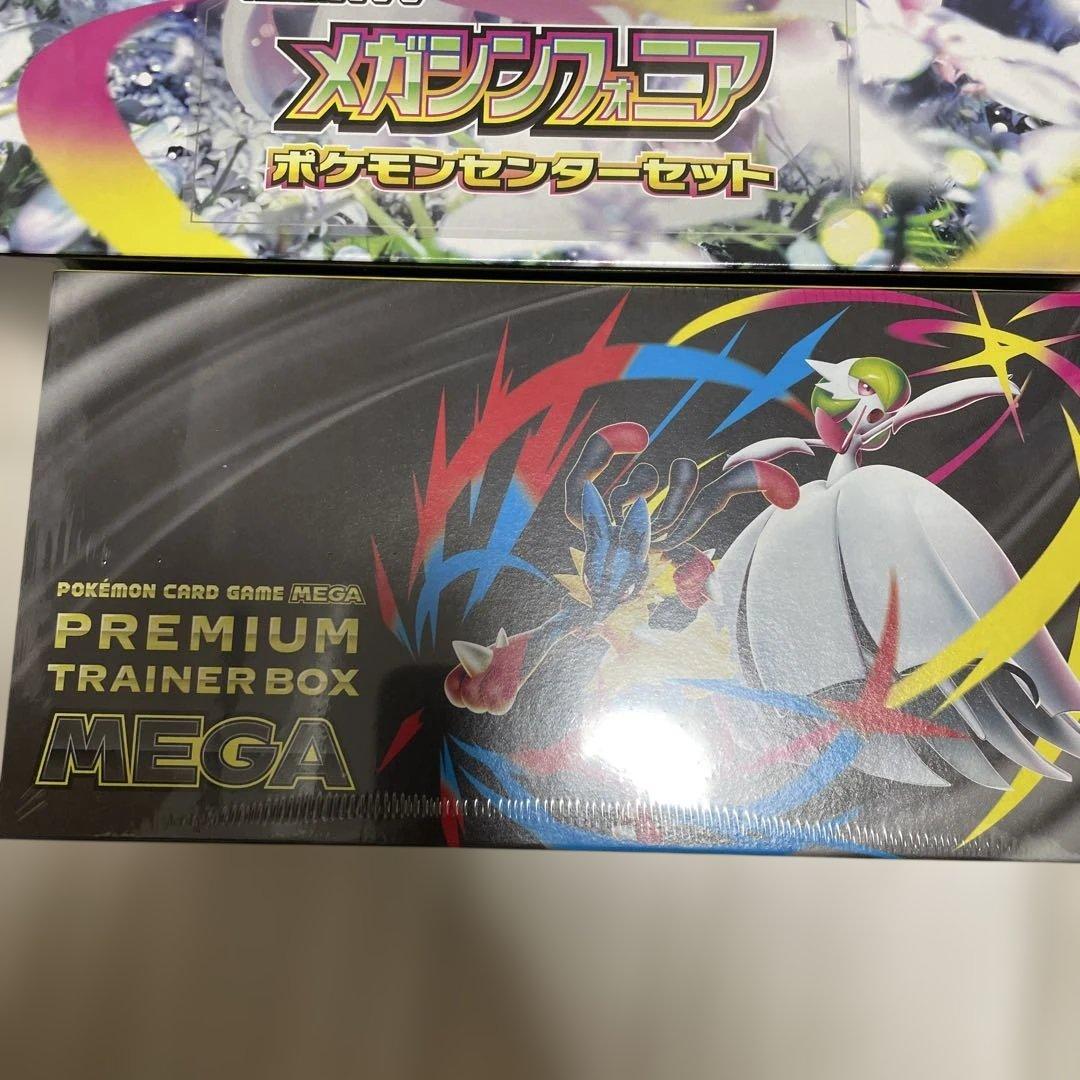 メガシンフォニア
ポケモンセンターセット
POKÉMON CARD GAME MEGA
PREMIUM
TRAINER BOX
MEGA